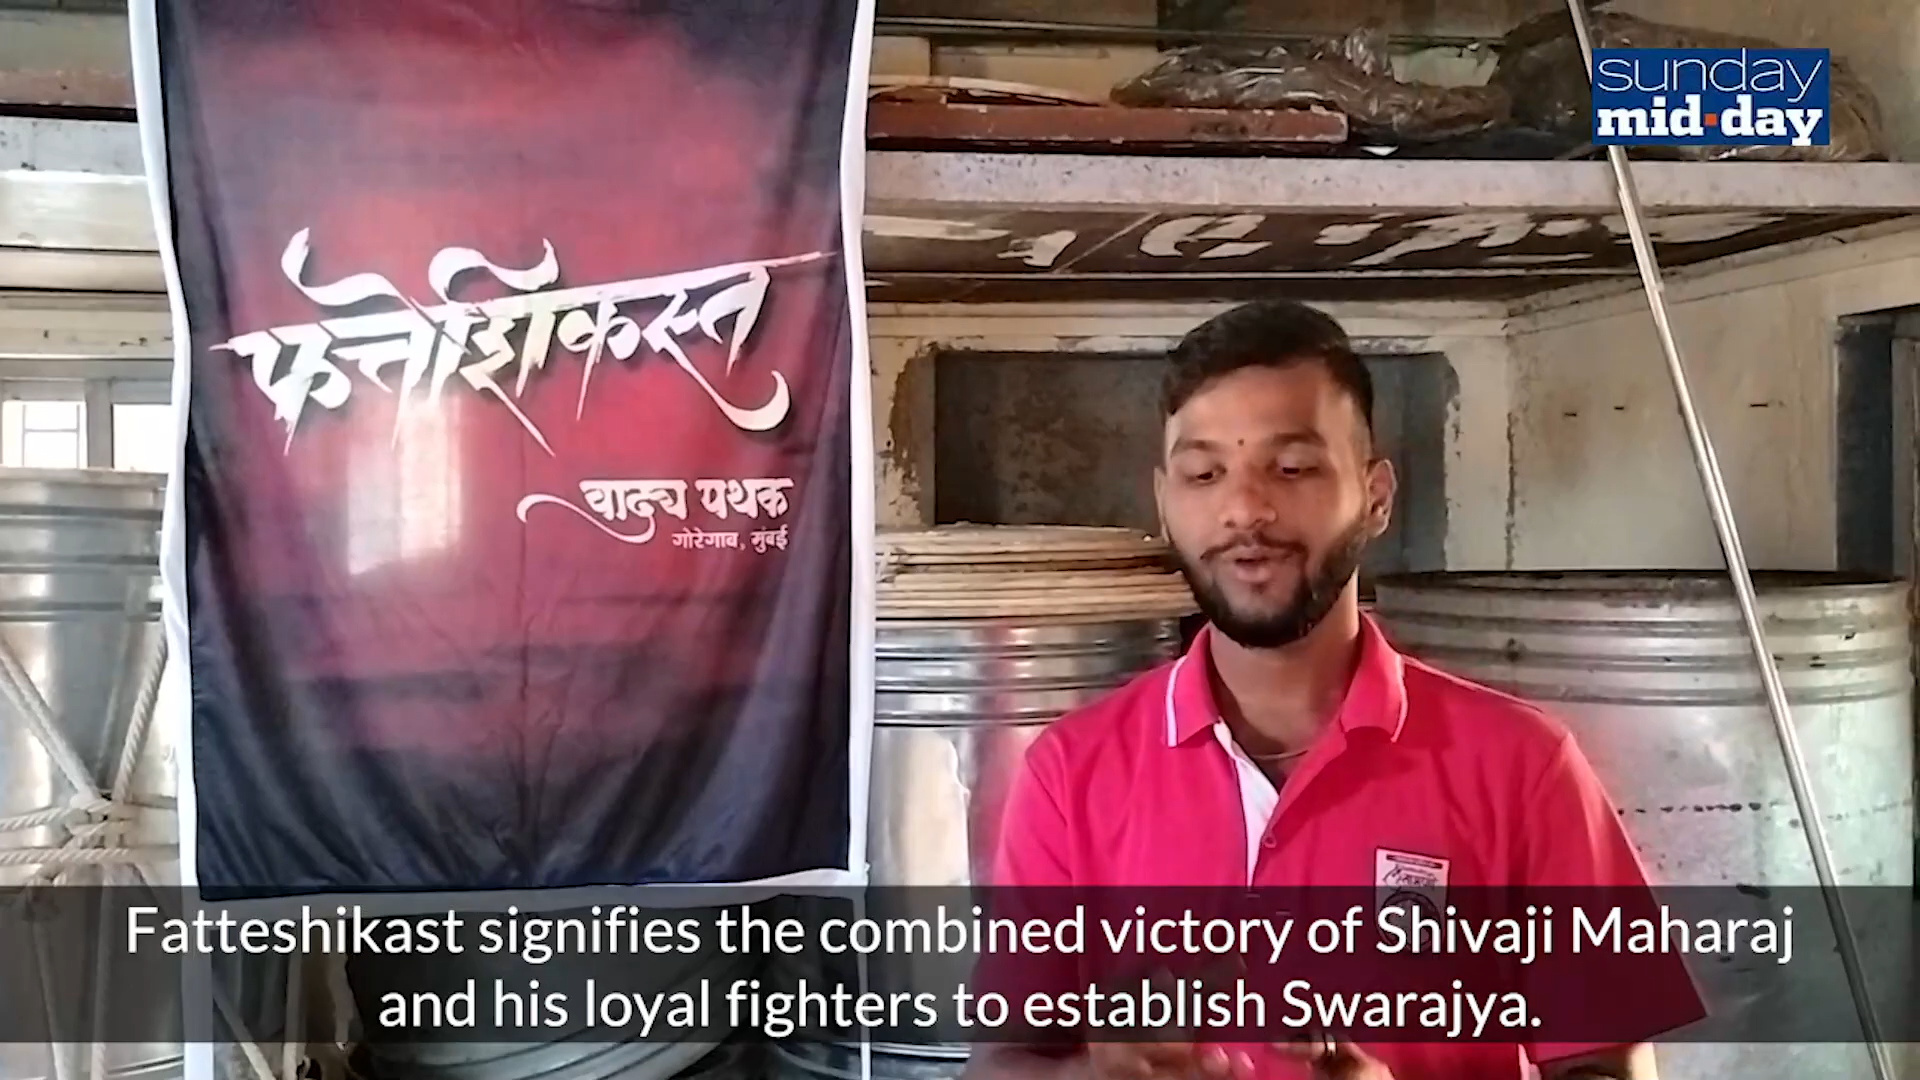 sunday
mid-day
फत्तेशिकस्त
वाद्य पथक
गोरेगाव, मुंबई
Fatteshikast signifies the combined victory of Shivaji Maharaj
and his loyal fighters to establish Swarajya.